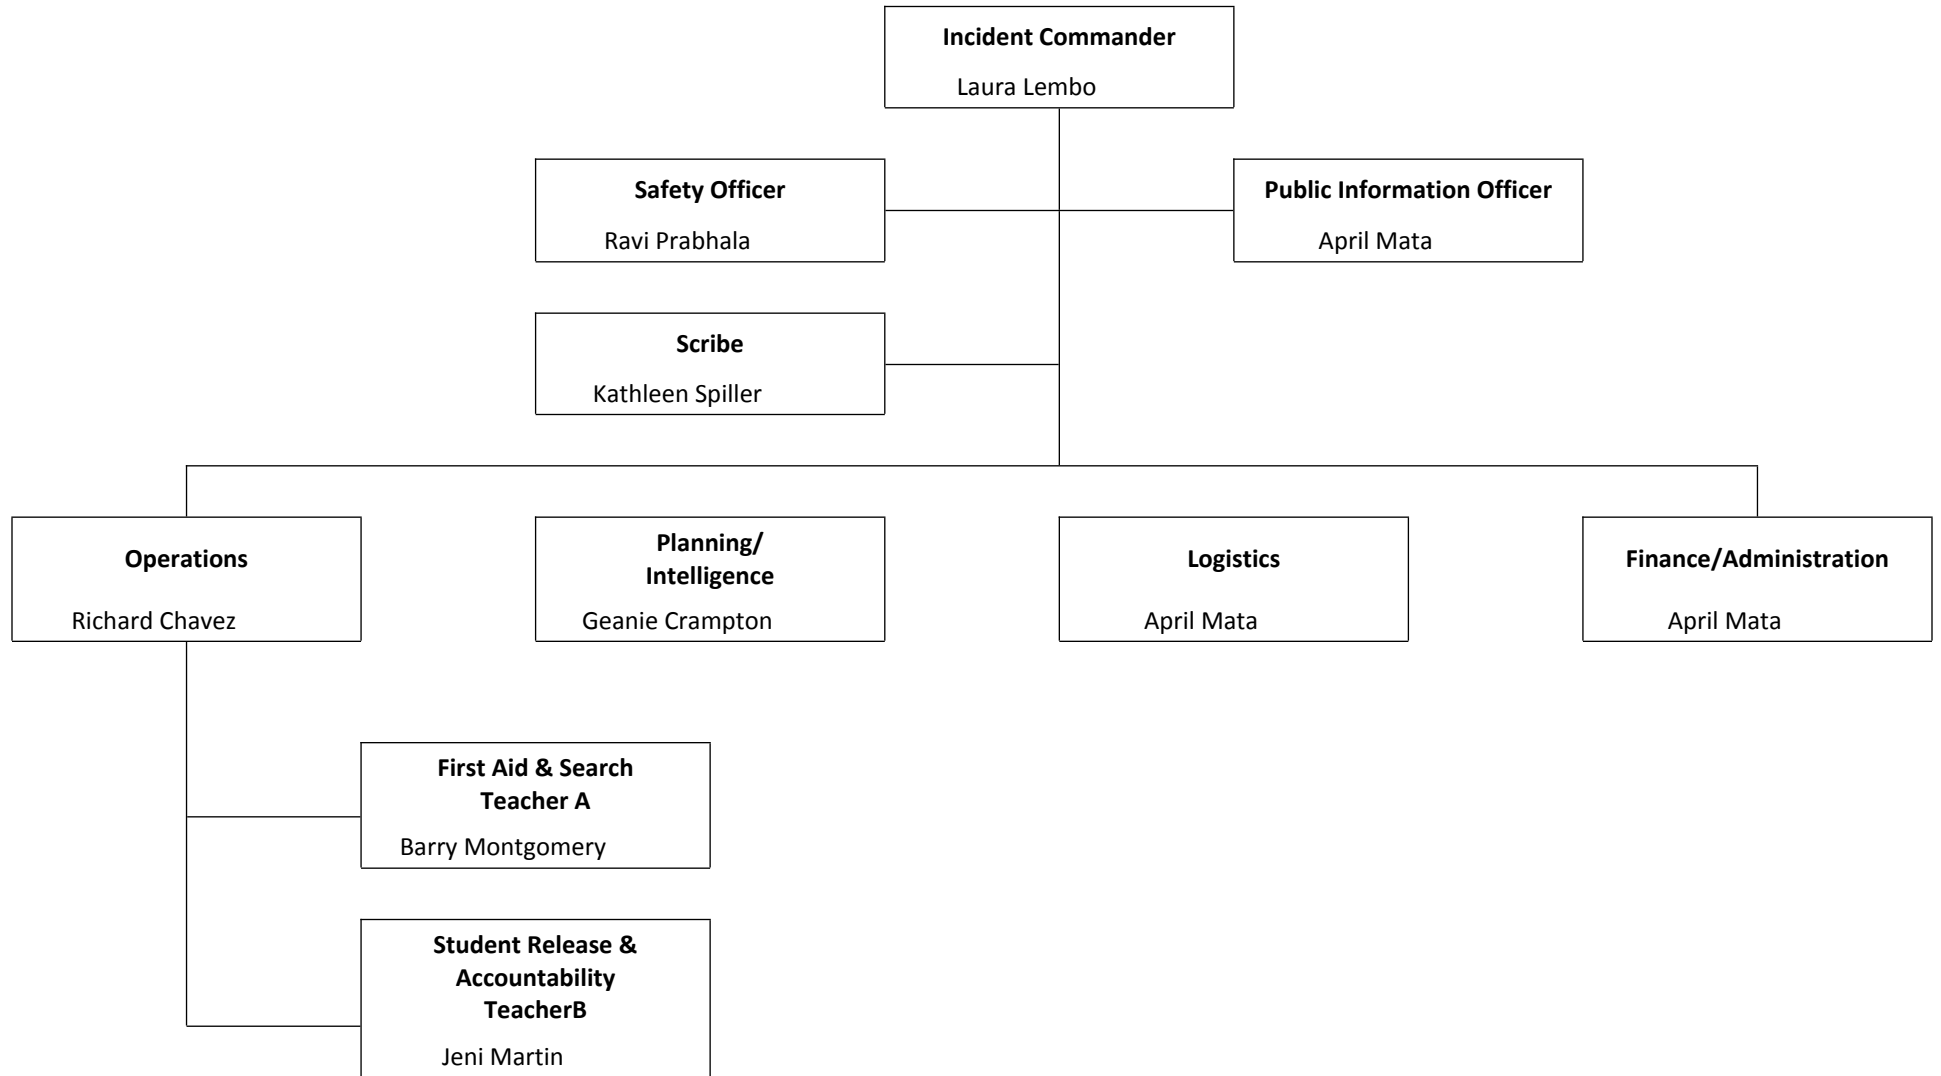 Incident Commander
Laura Lembo
Safety Officer
Ravi Prabhala
Public Information Officer
April Mata
Scribe
Kathleen Spiller
Operations
Richard Chavez
Planning/
Intelligence
Geanie Crampton
Logistics
April Mata
Finance/Administration
April Mata
First Aid & Search
Teacher A
Barry Montgomery
Student Release &
Accountability
TeacherB
Jeni Martin